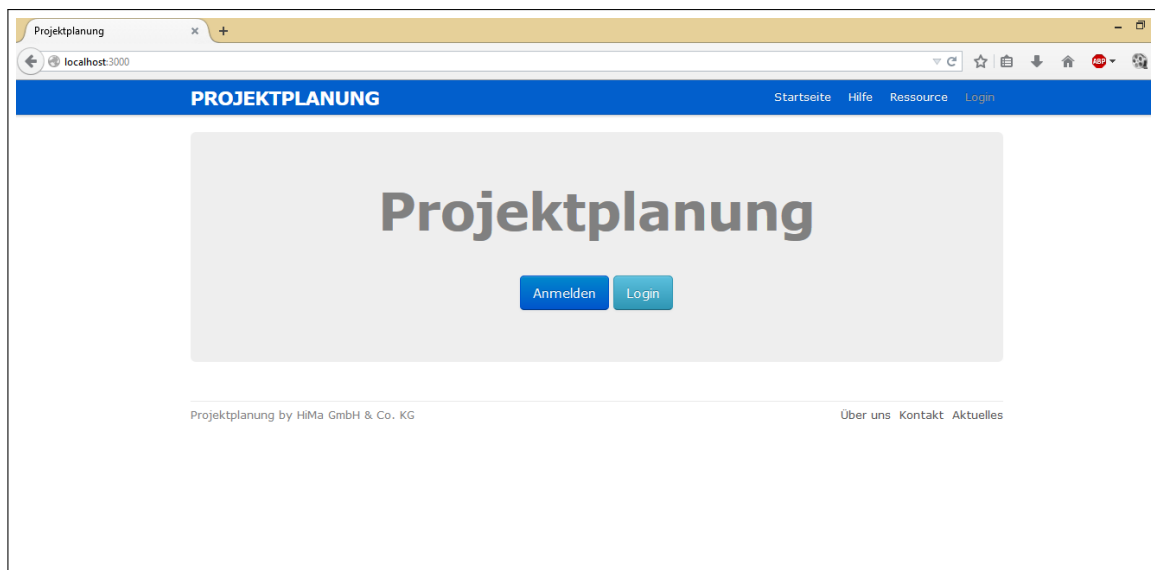 Projektplanung
localhost:3000
ABP
PROJEKTPLANUNG Startseite Hilfe Ressource Login
Projektplanung
Anmelden Login
Projektplanung by HiMa GmbH & Co. KG Über uns Kontakt Aktuelles